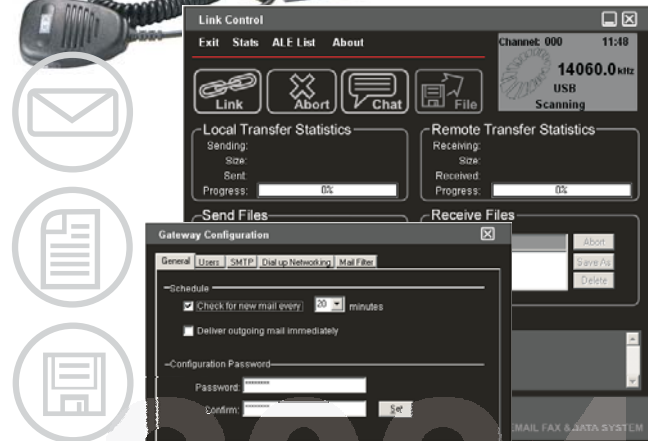 Link Control
Exit Stats ALE List About
Channel: 000 11:48
14060.0 kHz
USB
Scanning
Link Abort Chat File
Local Transfer Statistics
Sending:
Size:
Sent:
Progress: 0%
Remote Transfer Statistics
Receiving:
Size:
Received:
Progress: 0%
Send Files
Receive Files
Abort
Save As
Delete
Gateway Configuration
General Users SMTP Dial up Networking Mail Filter
Schedule
Check for new mail every 20 minutes
Deliver outgoing mail immediately
Configuration Password
Password: ********
Confirm: ********
Set
EMAIL FAX & DATA SYSTEM